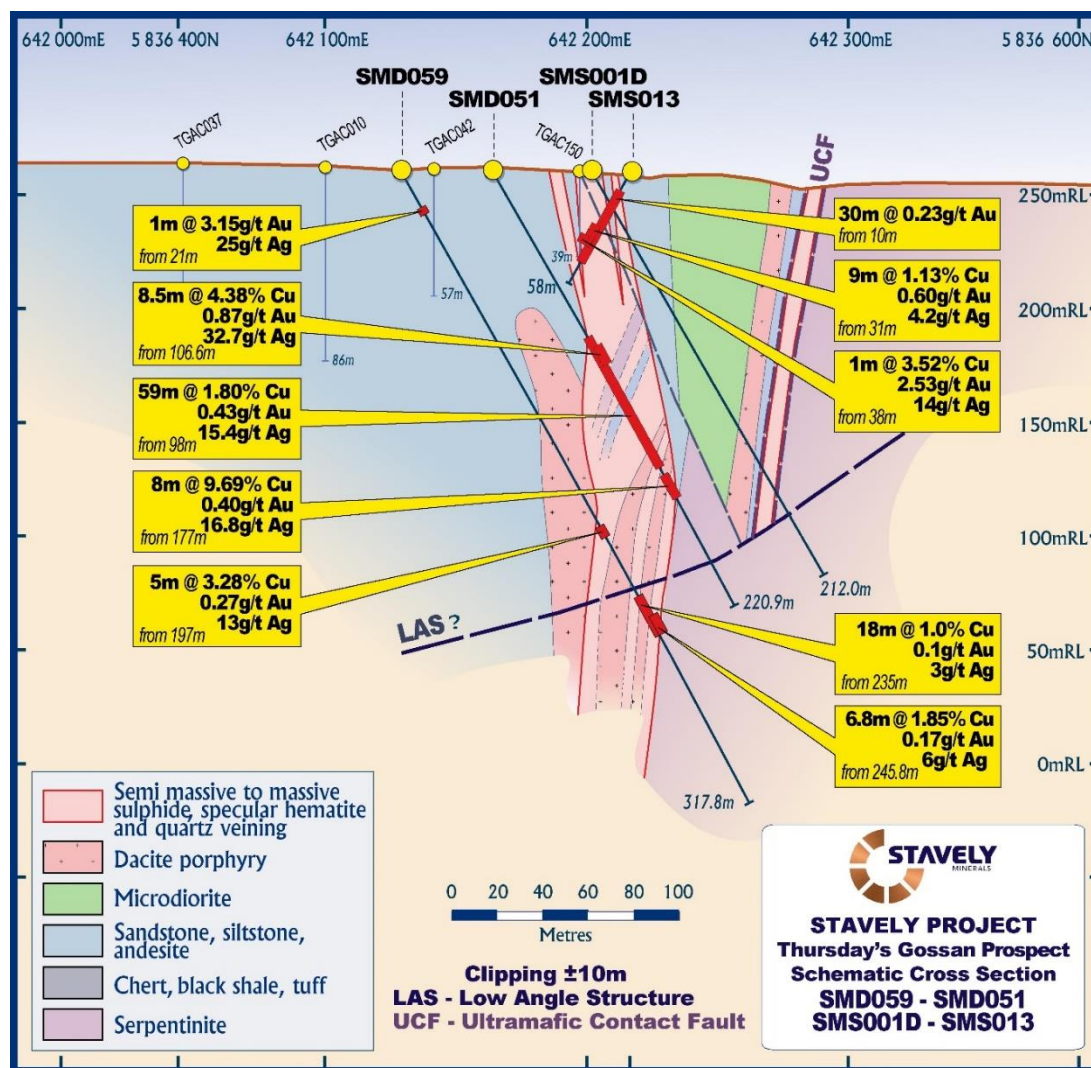 642 000mE
5 836 400N
642 100mE
642 200mE
642 300mE
5 836 600N
SMD059
SMS001D
SMD051
SMS013
TGAC037
TGAC010
TGAC042
TGAC150
UCF
250mRL
200mRL
150mRL
100mRL
50mRL
0mRL
1m @ 3.15g/t Au
25g/t Ag
from 21m
8.5m @ 4.38% Cu
0.87g/t Au
32.7g/t Ag
from 106.6m
59m @ 1.80% Cu
0.43g/t Au
15.4g/t Ag
from 98m
8m @ 9.69% Cu
0.40g/t Au
16.8g/t Ag
from 177m
5m @ 3.28% Cu
0.27g/t Au
13g/t Ag
from 197m
30m @ 0.23g/t Au
from 10m
9m @ 1.13% Cu
0.60g/t Au
4.2g/t Ag
from 31m
1m @ 3.52% Cu
2.53g/t Au
14g/t Ag
from 38m
18m @ 1.0% Cu
0.1g/t Au
3g/t Ag
from 235m
6.8m @ 1.85% Cu
0.17g/t Au
6g/t Ag
from 245.8m
39m
58m
57m
86m
220.9m
212.0m
317.8m
LAS ?
Semi massive to massive
sulphide, specular hematite
and quartz veining
Dacite porphyry
Microdiorite
Sandstone, siltstone,
andesite
Chert, black shale, tuff
Serpentinite
0 20 40 60 80 100
Metres
Clipping ±10m
LAS - Low Angle Structure
UCF - Ultramafic Contact Fault
STAVELY
MINERALS
STAVELY PROJECT
Thursday's Gossan Prospect
Schematic Cross Section
SMD059 - SMD051
SMS001D - SMS013